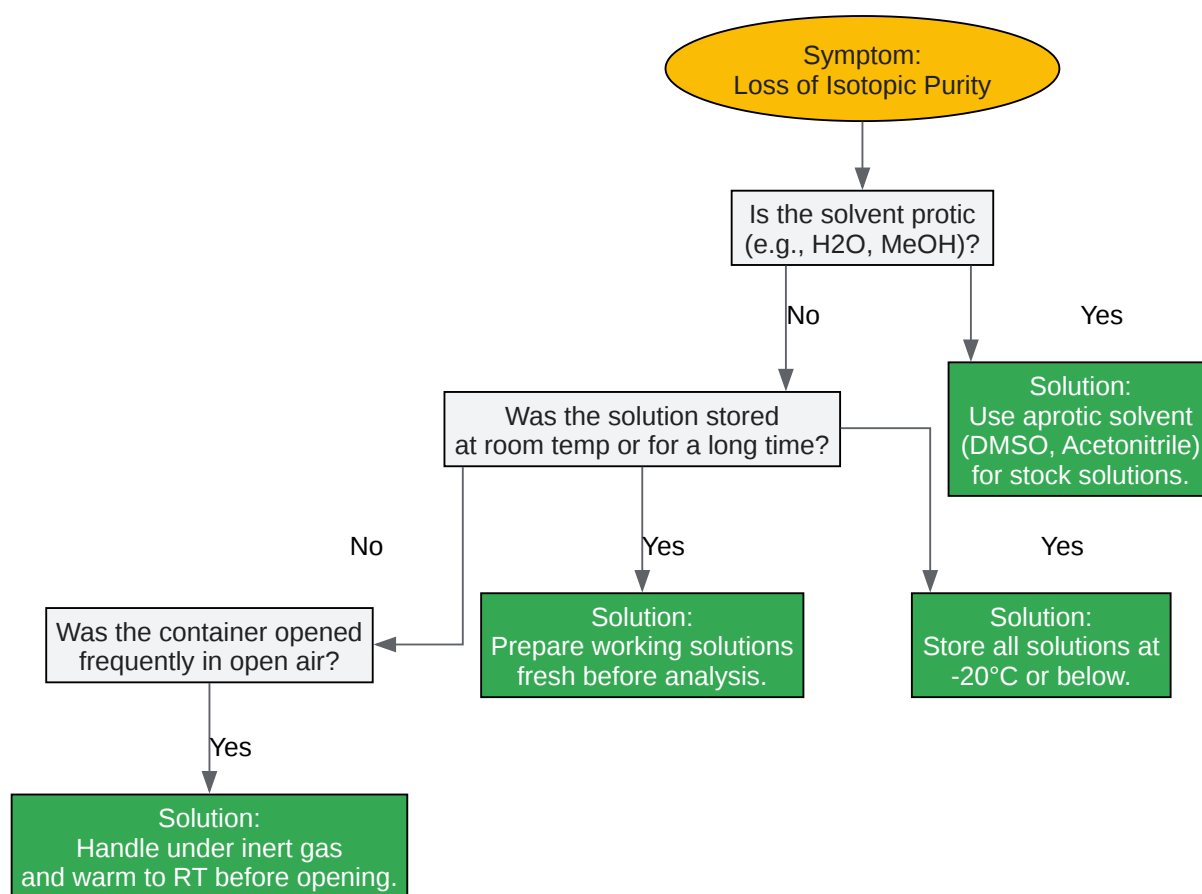 Symptom:
Loss of Isotopic Purity
Is the solvent protic
(e.g., H2O, MeOH)?
No
Yes
Solution:
Use aprotic solvent
(DMSO, Acetonitrile)
for stock solutions.
Was the solution stored
at room temp or for a long time?
No
Yes
Yes
Was the container opened
frequently in open air?
Solution:
Prepare working solutions
fresh before analysis.
Solution:
Store all solutions at
-20°C or below.
Yes
Solution:
Handle under inert gas
and warm to RT before opening.